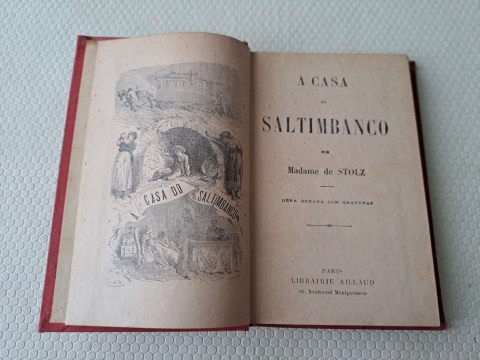 A CASA DO SALTIMBANCO
A CASA
DO
SALTIMBANCO
POR
Madame de STOLZ
OBRA ORNADA COM GRAVURAS
PARIS
LIBRAIRIE AILLAUD
96, Boulevard Montparnasse